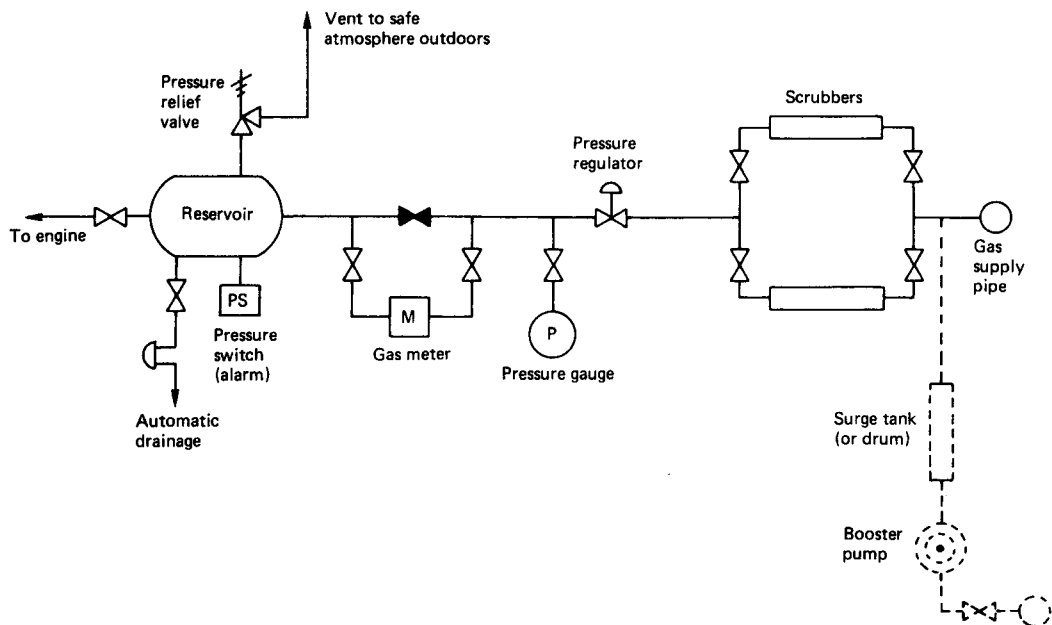 Vent to safe
atmosphere outdoors
Pressure
relief
valve
Scrubbers
Pressure
regulator
Reservoir
To engine
Gas
supply
pipe
PS
Pressure
switch
(alarm)
M
Gas meter
P
Pressure gauge
Automatic
drainage
Surge tank
(or drum)
Booster
pump